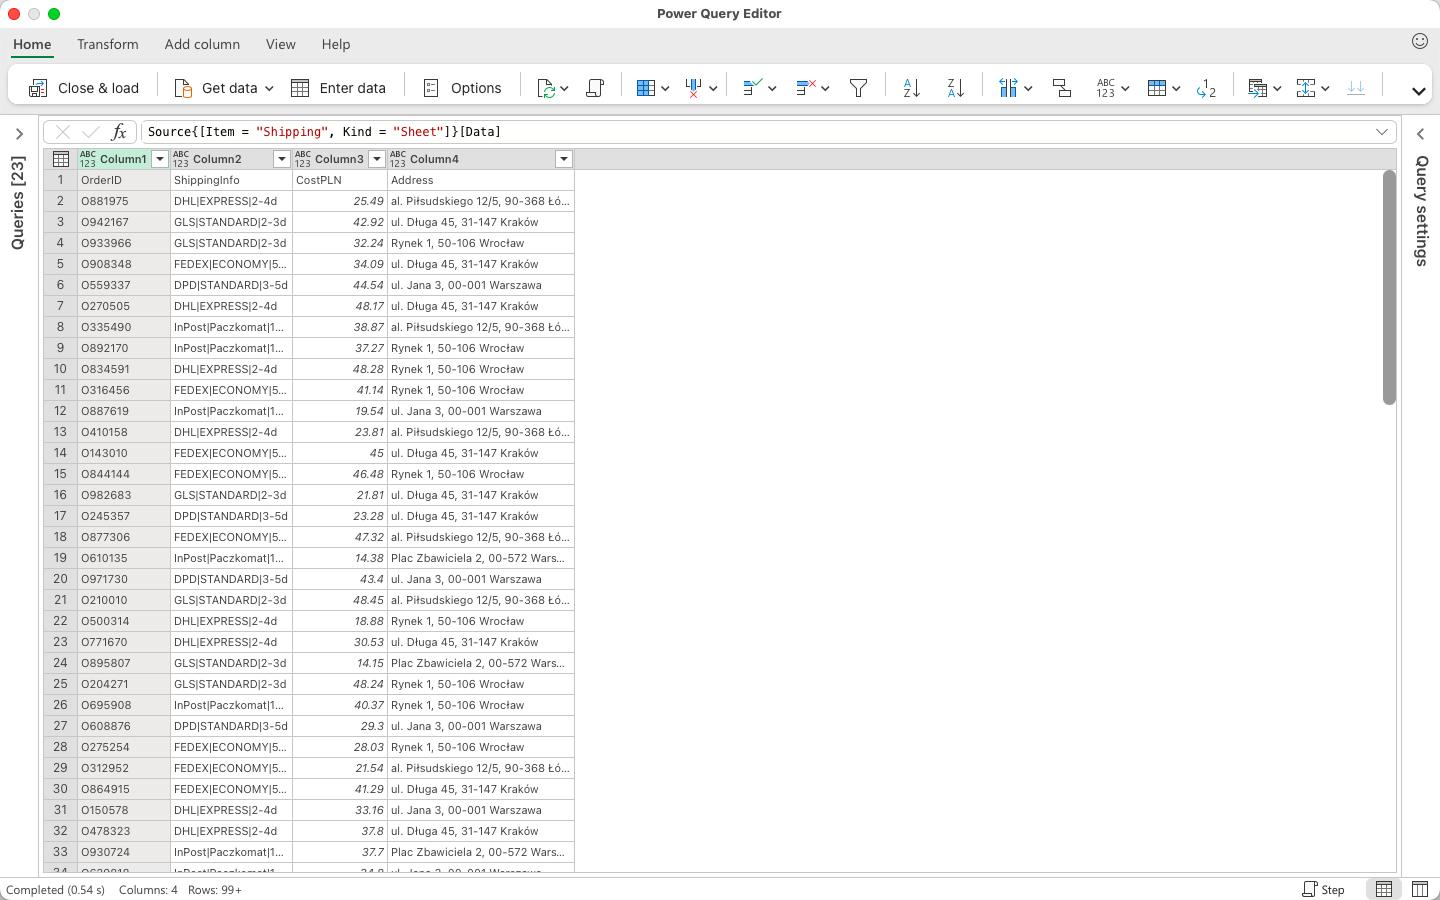 Power Query Editor
Home Transform Add column View Help
Close & load Get data Enter data Options
fx Source{[Item = "Shipping", Kind = "Sheet"]}[Data]
Queries [23]
Query settings
ABC 123 Column1 ABC 123 Column2 ABC 123 Column3 ABC 123 Column4
1 OrderID ShippingInfo CostPLN Address
2 O881975 DHL|EXPRESS|2-4d 25.49 al. Piłsudskiego 12/5, 90-368 Łó...
3 O942167 GLS|STANDARD|2-3d 42.92 ul. Długa 45, 31-147 Kraków
4 O933966 GLS|STANDARD|2-3d 32.24 Rynek 1, 50-106 Wrocław
5 O908348 FEDEX|ECONOMY|5... 34.09 ul. Długa 45, 31-147 Kraków
6 O559337 DPD|STANDARD|3-5d 44.54 ul. Jana 3, 00-001 Warszawa
7 O270505 DHL|EXPRESS|2-4d 48.17 ul. Długa 45, 31-147 Kraków
8 O335490 InPost|Paczkomat|1... 38.87 al. Piłsudskiego 12/5, 90-368 Łó...
9 O892170 InPost|Paczkomat|1... 37.27 Rynek 1, 50-106 Wrocław
10 O834591 DHL|EXPRESS|2-4d 48.28 Rynek 1, 50-106 Wrocław
11 O316456 FEDEX|ECONOMY|5... 41.14 Rynek 1, 50-106 Wrocław
12 O887619 InPost|Paczkomat|1... 19.54 ul. Jana 3, 00-001 Warszawa
13 O410158 DHL|EXPRESS|2-4d 23.81 al. Piłsudskiego 12/5, 90-368 Łó...
14 O143010 FEDEX|ECONOMY|5... 45 ul. Długa 45, 31-147 Kraków
15 O844144 FEDEX|ECONOMY|5... 46.48 Rynek 1, 50-106 Wrocław
16 O982683 GLS|STANDARD|2-3d 21.81 ul. Długa 45, 31-147 Kraków
17 O245357 DPD|STANDARD|3-5d 23.28 ul. Długa 45, 31-147 Kraków
18 O877306 FEDEX|ECONOMY|5... 47.32 al. Piłsudskiego 12/5, 90-368 Łó...
19 O610135 InPost|Paczkomat|1... 14.38 Plac Zbawiciela 2, 00-572 Wars...
20 O971730 DPD|STANDARD|3-5d 43.4 ul. Jana 3, 00-001 Warszawa
21 O210010 GLS|STANDARD|2-3d 48.45 al. Piłsudskiego 12/5, 90-368 Łó...
22 O500314 DHL|EXPRESS|2-4d 18.88 Rynek 1, 50-106 Wrocław
23 O771670 DHL|EXPRESS|2-4d 30.53 ul. Długa 45, 31-147 Kraków
24 O895807 GLS|STANDARD|2-3d 14.15 Plac Zbawiciela 2, 00-572 Wars...
25 O204271 GLS|STANDARD|2-3d 48.24 Rynek 1, 50-106 Wrocław
26 O695908 InPost|Paczkomat|1... 40.37 Rynek 1, 50-106 Wrocław
27 O608876 DPD|STANDARD|3-5d 29.3 ul. Jana 3, 00-001 Warszawa
28 O275254 FEDEX|ECONOMY|5... 28.03 Rynek 1, 50-106 Wrocław
29 O312952 FEDEX|ECONOMY|5... 21.54 al. Piłsudskiego 12/5, 90-368 Łó...
30 O864915 FEDEX|ECONOMY|5... 41.29 ul. Długa 45, 31-147 Kraków
31 O150578 DHL|EXPRESS|2-4d 33.16 ul. Jana 3, 00-001 Warszawa
32 O478323 DHL|EXPRESS|2-4d 37.8 ul. Długa 45, 31-147 Kraków
33 O930724 InPost|Paczkomat|1... 37.7 Plac Zbawiciela 2, 00-572 Wars...
Completed (0.54 s) Columns: 4 Rows: 99+ Step